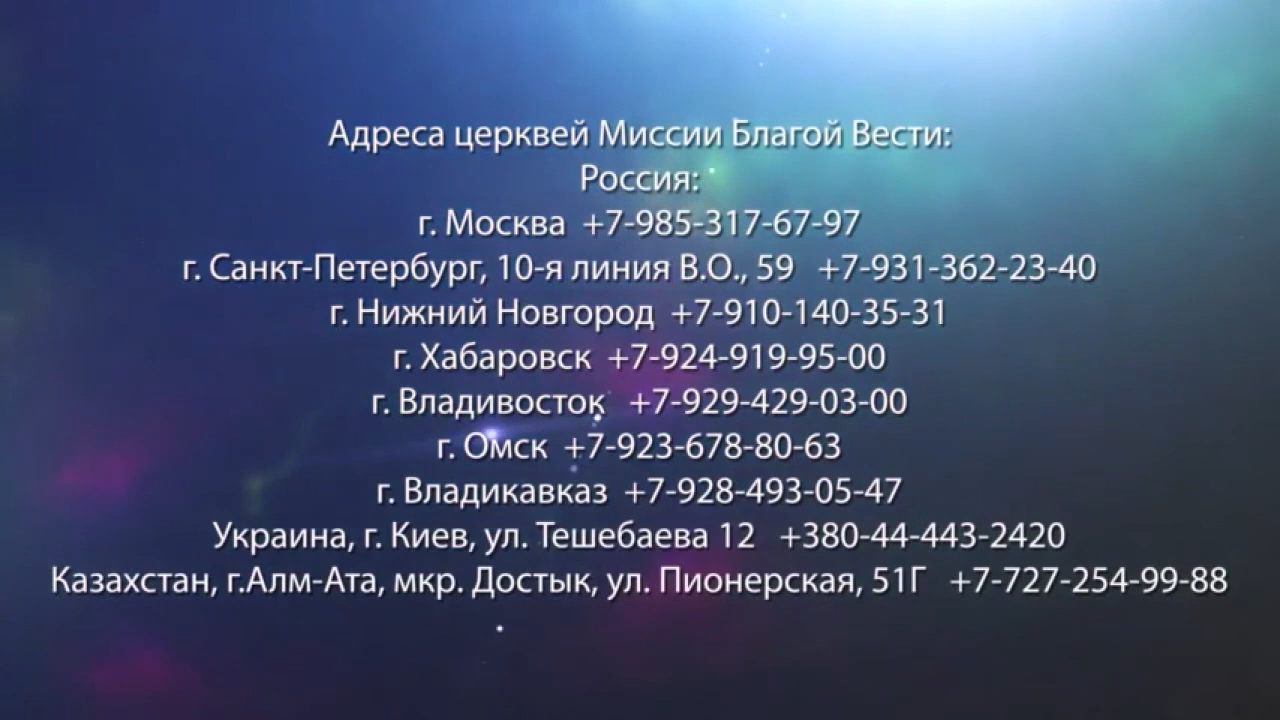 Адреса церквей Миссии Благой Вести:
Россия:
г. Москва +7-985-317-67-97
г. Санкт-Петербург, 10-я линия В.О., 59 +7-931-362-23-40
г. Нижний Новгород +7-910-140-35-31
г. Хабаровск +7-924-919-95-00
г. Владивосток +7-929-429-03-00
г. Омск +7-923-678-80-63
г. Владикавказ +7-928-493-05-47
Украина, г. Киев, ул. Тешебаева 12 +380-44-443-2420
Казахстан, г.Алм-Ата, мкр. Достык, ул. Пионерская, 51Г +7-727-254-99-88